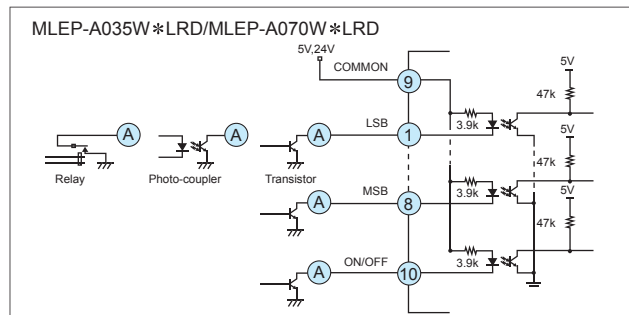 MLEP-A035W*LRD/MLEP-A070W*LRD
5V,24V
COMMON
9
5V
47k
A
A
A
LSB
1
3.9k
5V
Relay
Photo-coupler
Transistor
47k
A
MSB
8
3.9k
5V
47k
A
ON/OFF
10
3.9k